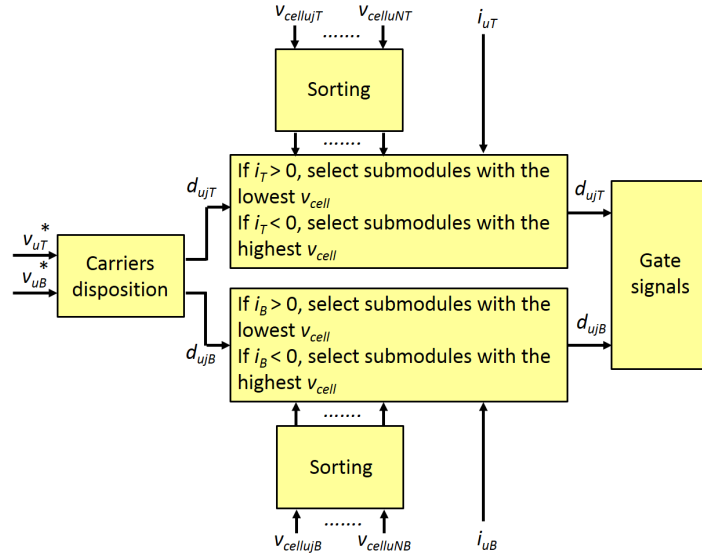 v_cellujT ....... v_celluNT
i_uT
Sorting
.......
If i_T > 0, select submodules with the
lowest v_cell
If i_T < 0, select submodules with the
highest v_cell
d_ujT
d_ujT
v_uT*
v_uB*
Carriers
disposition
Gate
signals
d_ujB
d_ujB
If i_B > 0, select submodules with the
lowest v_cell
If i_B < 0, select submodules with the
highest v_cell
.......
Sorting
.......
v_cellujB v_celluNB
i_uB